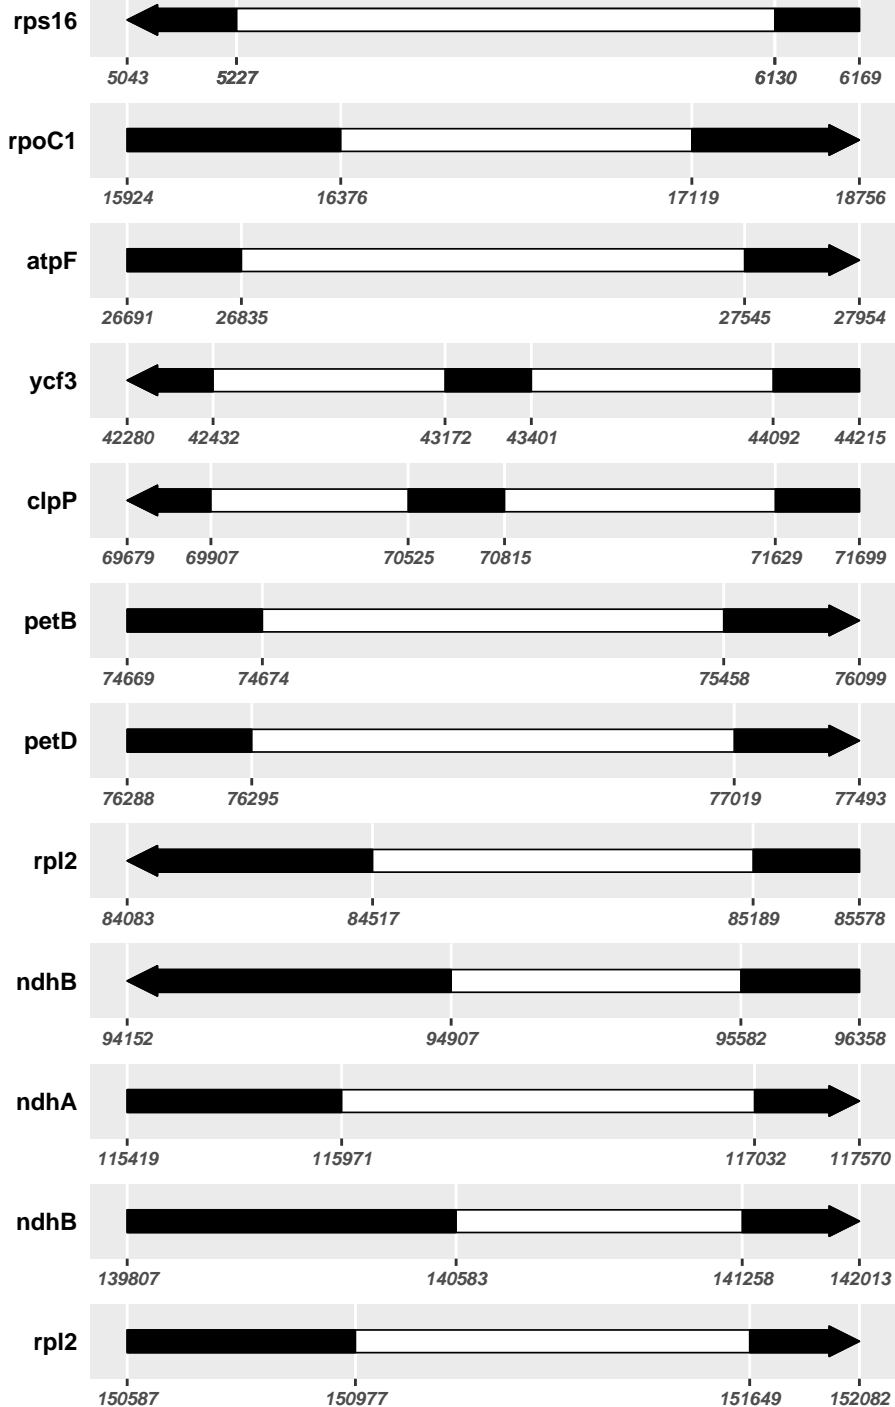 rps16
5043 5227 6130 6169
rpoC1
15924 16376 17119 18756
atpF
26691 26835 27545 27954
ycf3
42280 42432 43172 43401 44092 44215
clpP
69679 69907 70525 70815 71629 71699
petB
74669 74674 75458 76099
petD
76288 76295 77019 77493
rpl2
84083 84517 85189 85578
ndhB
94152 94907 95582 96358
ndhA
115419 115971 117032 117570
ndhB
139807 140583 141258 142013
rpl2
150587 150977 151649 152082